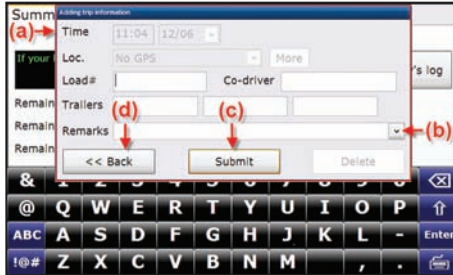 Summ
Adding trip information
(a)
Time 11:04 12/06
If your
Loc. No GPS More
's log
Load# Co-driver
Remain
Trailers
(d) (c)
Remain
Remarks
(b)
Remain
<< Back Submit Delete
&
@ Q W E R T Y U I O P
ABC A S D F G H J K L - Enter
!@# Z X C V B N M , .